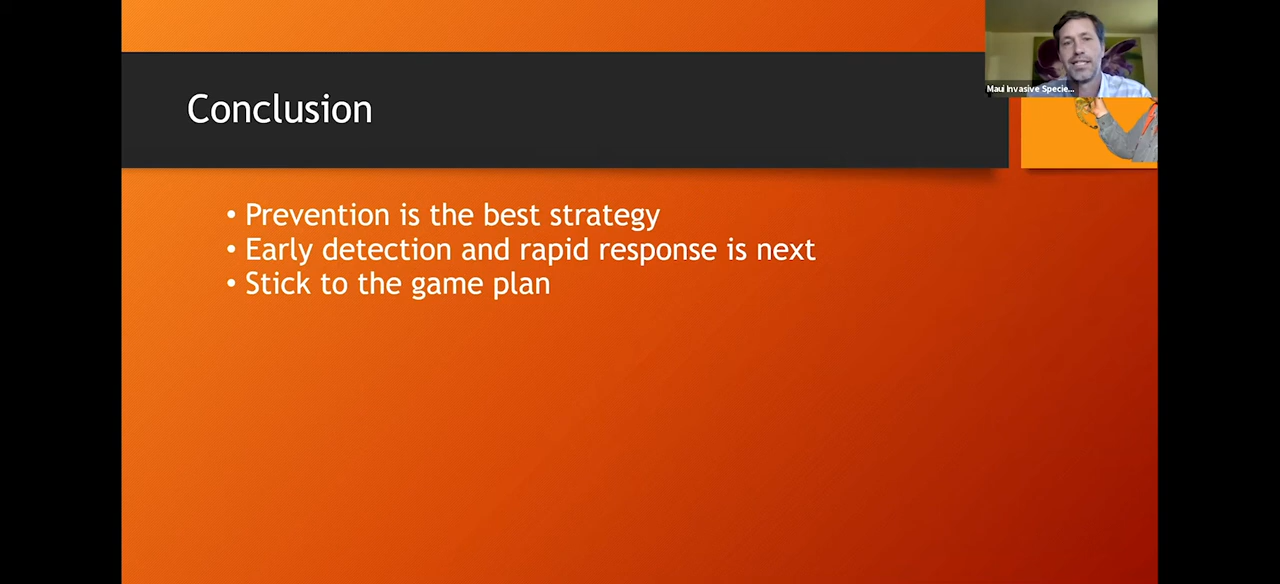 Maui Invasive Specie...
Conclusion
• Prevention is the best strategy
• Early detection and rapid response is next
• Stick to the game plan